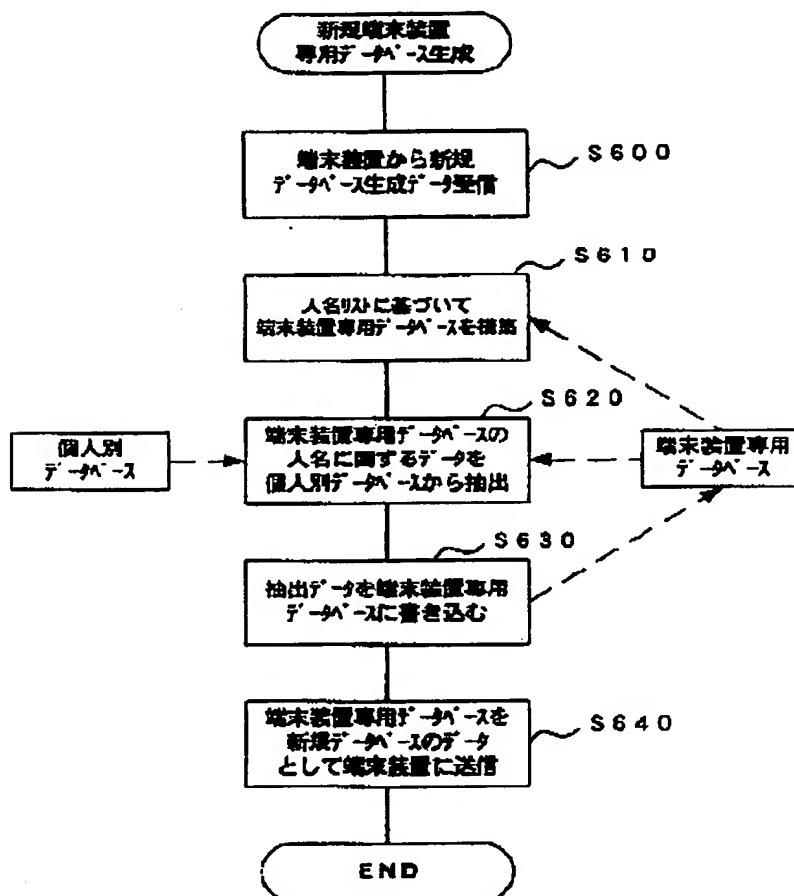 新規端末装置
専用データベース生成
端末装置から新規
データベース生成データ受信
S600
S610
人名リストに基づいて
端末装置専用データベースを構築
S620
個人別
データベース
端末装置専用データベースの
人名に関するデータを
個人別データベースから抽出
端末装置専用
データベース
S630
抽出データを端末装置専用
データベースに書き込む
端末装置専用データベースを
新規データベースのデータ
として端末装置に送信
S640
END